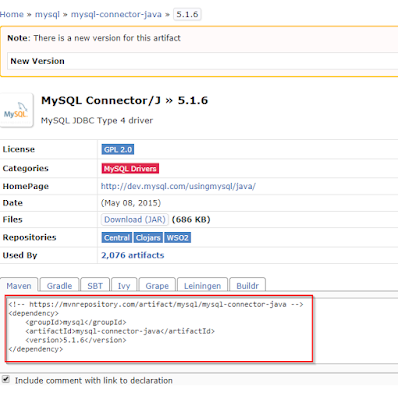 Home » mysql » mysql-connector-java » 5.1.6
Note: There is a new version for this artifact
New Version
MySQL
MySQL Connector/J » 5.1.6
MySQL JDBC Type 4 driver
License GPL 2.0
Categories MySQL Drivers
HomePage http://dev.mysql.com/usingmysql/java/
Date (May 08, 2015)
Files Download (JAR) (686 KB)
Repositories Central Clojars WSO2
Used By 2,076 artifacts
Maven Gradle SBT Ivy Grape Leiningen Buildr
<!-- https://mvnrepository.com/artifact/mysql/mysql-connector-java -->
<dependency>
    <groupId>mysql</groupId>
    <artifactId>mysql-connector-java</artifactId>
    <version>5.1.6</version>
</dependency>
Include comment with link to declaration